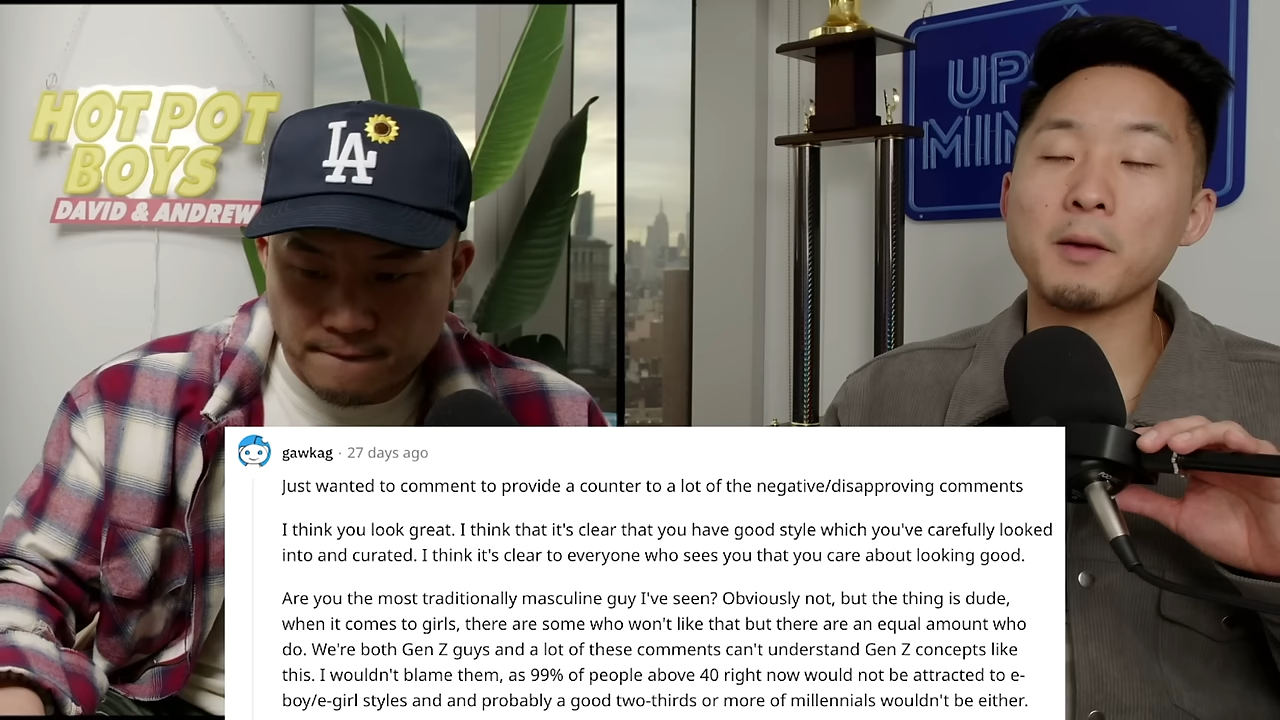 HOT POT
BOYS
DAVID & ANDREW
LA
UP
MIN
gawkag · 27 days ago
Just wanted to comment to provide a counter to a lot of the negative/disapproving comments
I think you look great. I think that it's clear that you have good style which you've carefully looked
into and curated. I think it's clear to everyone who sees you that you care about looking good.
Are you the most traditionally masculine guy I've seen? Obviously not, but the thing is dude,
when it comes to girls, there are some who won't like that but there are an equal amount who
do. We're both Gen Z guys and a lot of these comments can't understand Gen Z concepts like
this. I wouldn't blame them, as 99% of people above 40 right now would not be attracted to e-
boy/e-girl styles and and probably a good two-thirds or more of millennials wouldn't be either.